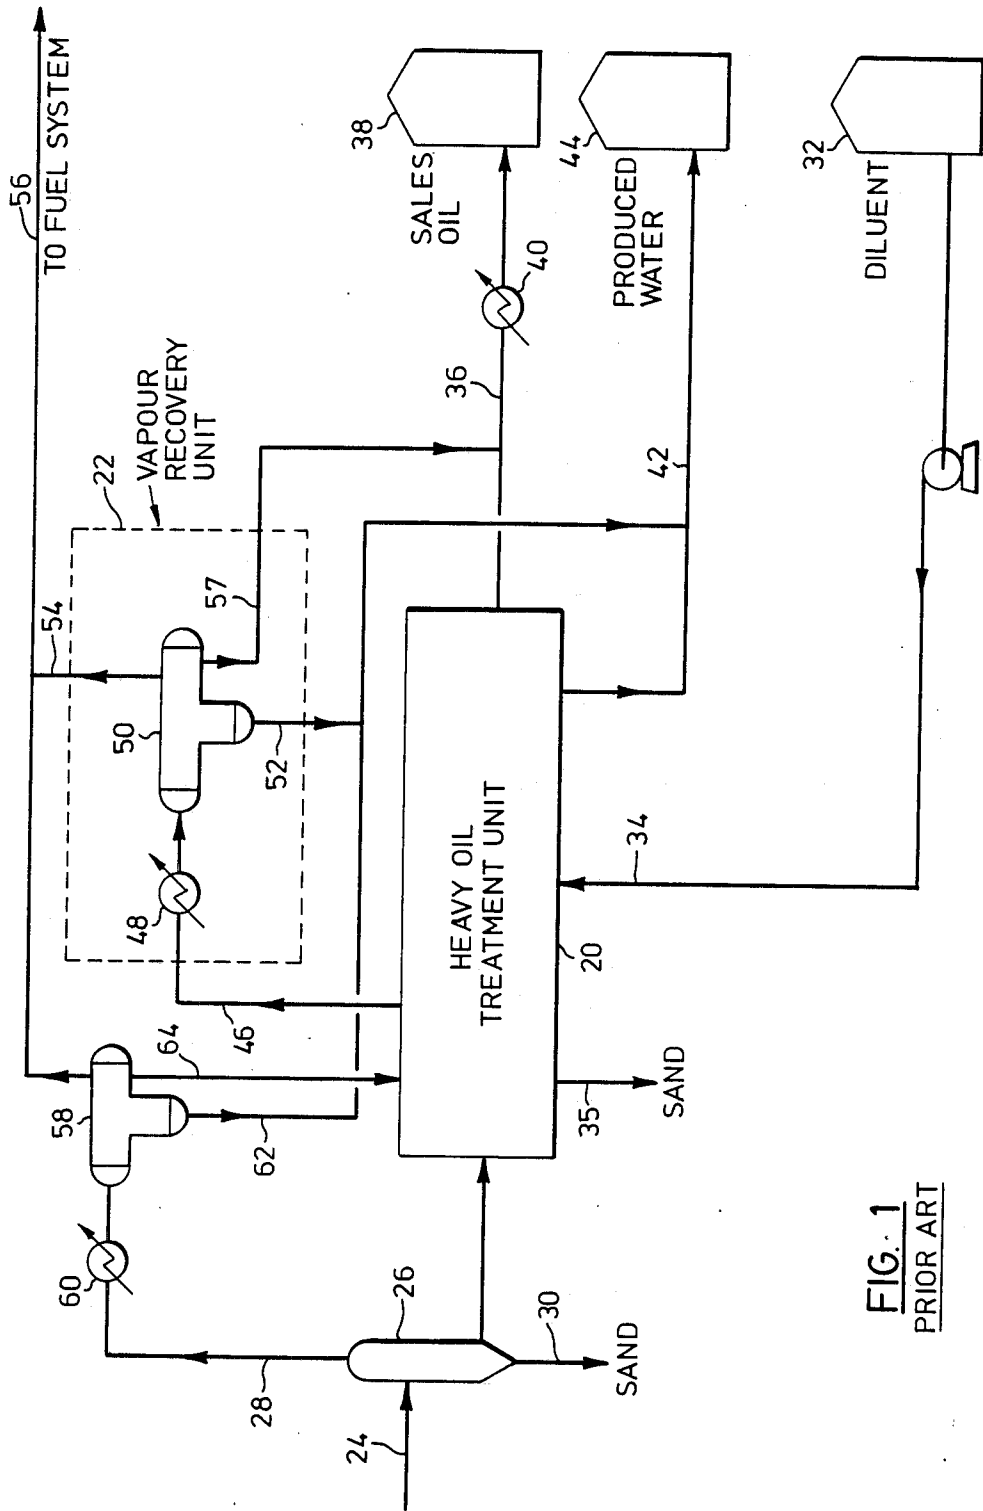 56
TO FUEL SYSTEM
54
22
VAPOUR
RECOVERY
UNIT
58
60
64
62
28
46
48
50
52
57
36
40
38
SALES
OIL
42
44
PRODUCED
WATER
32
DILUENT
24
26
30
SAND
HEAVY OIL
TREATMENT UNIT
20
34
35
SAND
FIG. 1
PRIOR ART